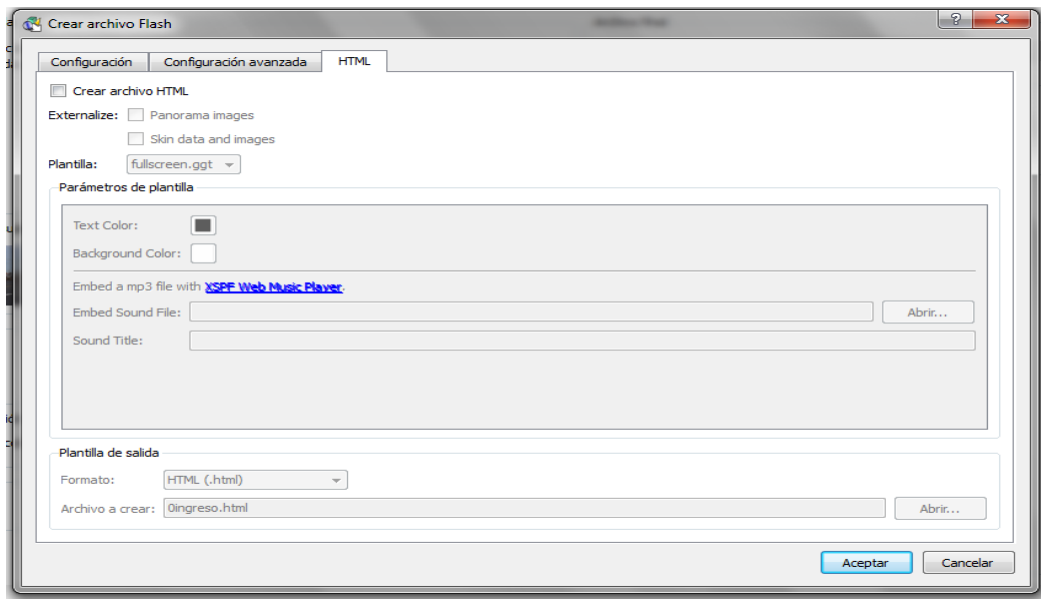 Crear archivo Flash
Configuración Configuración avanzada HTML
Crear archivo HTML
Externalize: Panorama images
Skin data and images
Plantilla: fullscreen.ggt
Parámetros de plantilla
Text Color:
Background Color:
Embed a mp3 file with XSPF Web Music Player.
Embed Sound File: Abrir...
Sound Title:
Plantilla de salida
Formato: HTML (.html)
Archivo a crear: 0ingreso.html Abrir...
Aceptar Cancelar